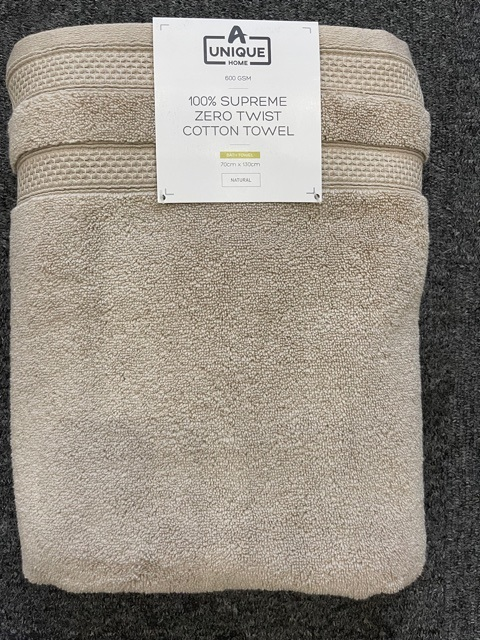 A
UNIQUE
HOME
600 GSM
100% SUPREME
ZERO TWIST
COTTON TOWEL
BATH TOWEL
70cm x 130cm
NATURAL